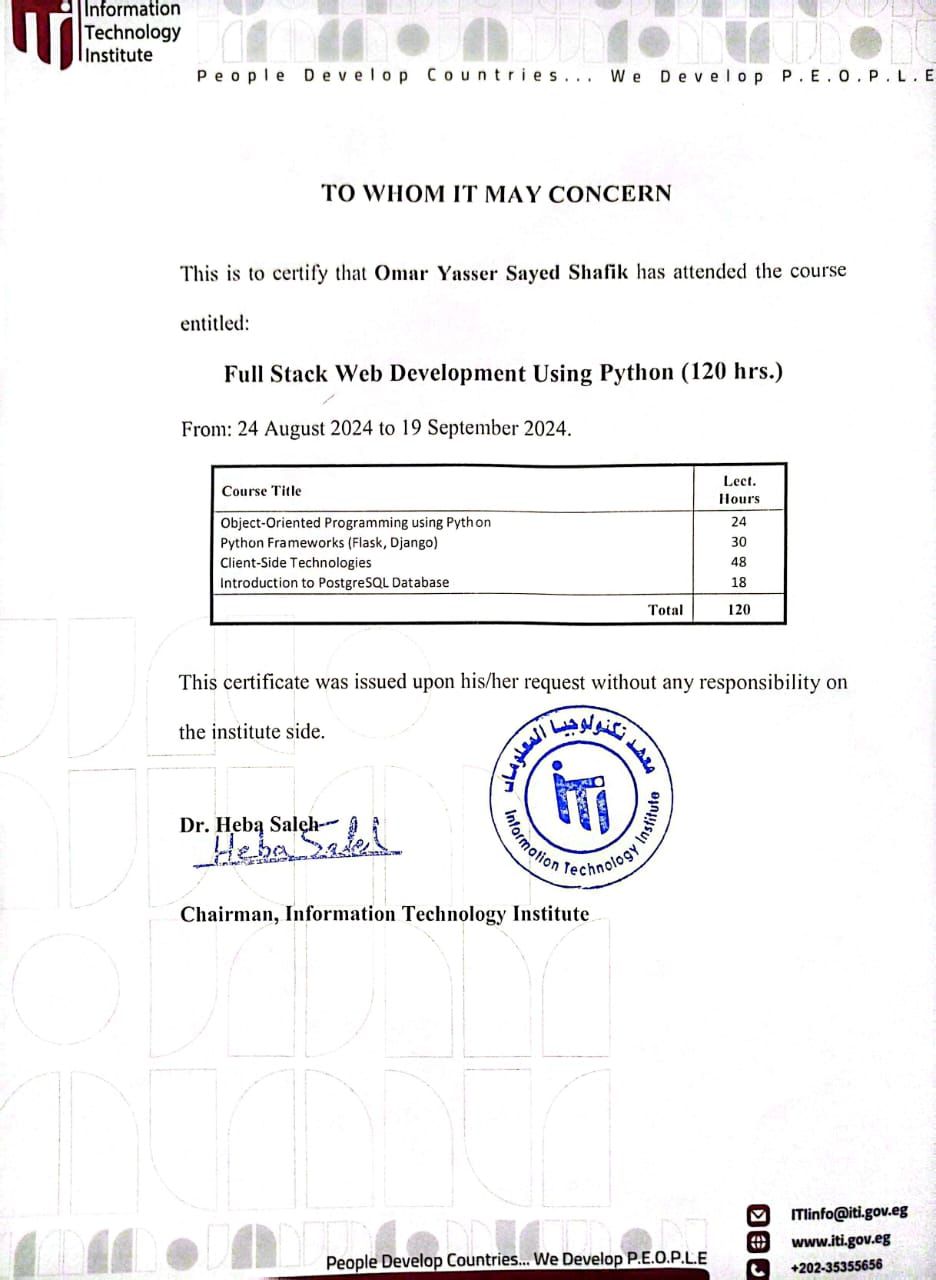 Information
Technology
Institute
People Develop Countries... We Develop P.E.O.P.L.E
TO WHOM IT MAY CONCERN
This is to certify that Omar Yasser Sayed Shafik has attended the course
entitled:
Full Stack Web Development Using Python (120 hrs.)
From: 24 August 2024 to 19 September 2024.
Course Title Lect. Hours
Object-Oriented Programming using Python 24
Python Frameworks (Flask, Django) 30
Client-Side Technologies 48
Introduction to PostgreSQL Database 18
Total 120
This certificate was issued upon his/her request without any responsibility on
the institute side.
معهد تكنولوجيا المعلومات
iTi
Information Technology Institute
Dr. Heba Saleh
Heba Saleh
Chairman, Information Technology Institute
People Develop Countries... We Develop P.E.O.P.L.E
ITIinfo@iti.gov.eg
www.iti.gov.eg
+202-35355656